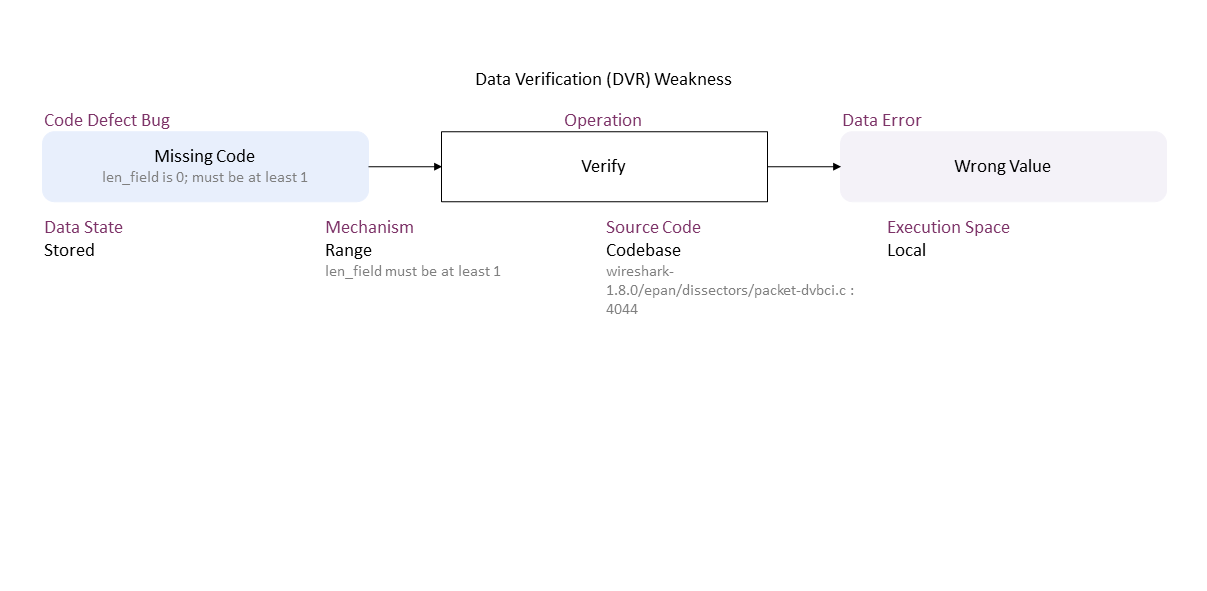 Data Verification (DVR) Weakness
Code Defect Bug
Operation
Data Error
Missing Code
len_field is 0; must be at least 1
Verify
Wrong Value
Data State
Stored
Mechanism
Range
len_field must be at least 1
Source Code
Codebase
wireshark-
1.8.0/epan/dissectors/packet-dvbci.c :
4044
Execution Space
Local